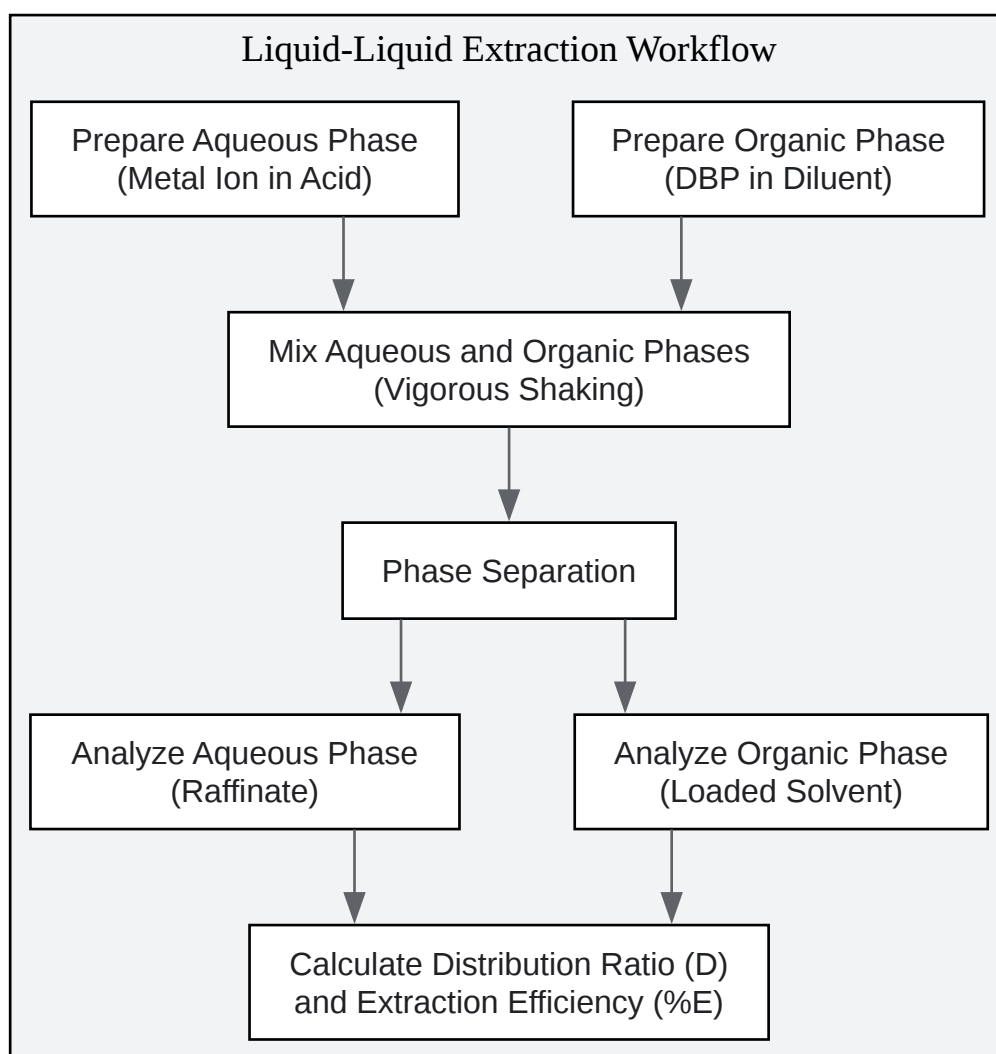 Liquid-Liquid Extraction Workflow
Prepare Aqueous Phase
(Metal Ion in Acid)
Prepare Organic Phase
(DBP in Diluent)
Mix Aqueous and Organic Phases
(Vigorous Shaking)
Phase Separation
Analyze Aqueous Phase
(Raffinate)
Analyze Organic Phase
(Loaded Solvent)
Calculate Distribution Ratio (D)
and Extraction Efficiency (%E)